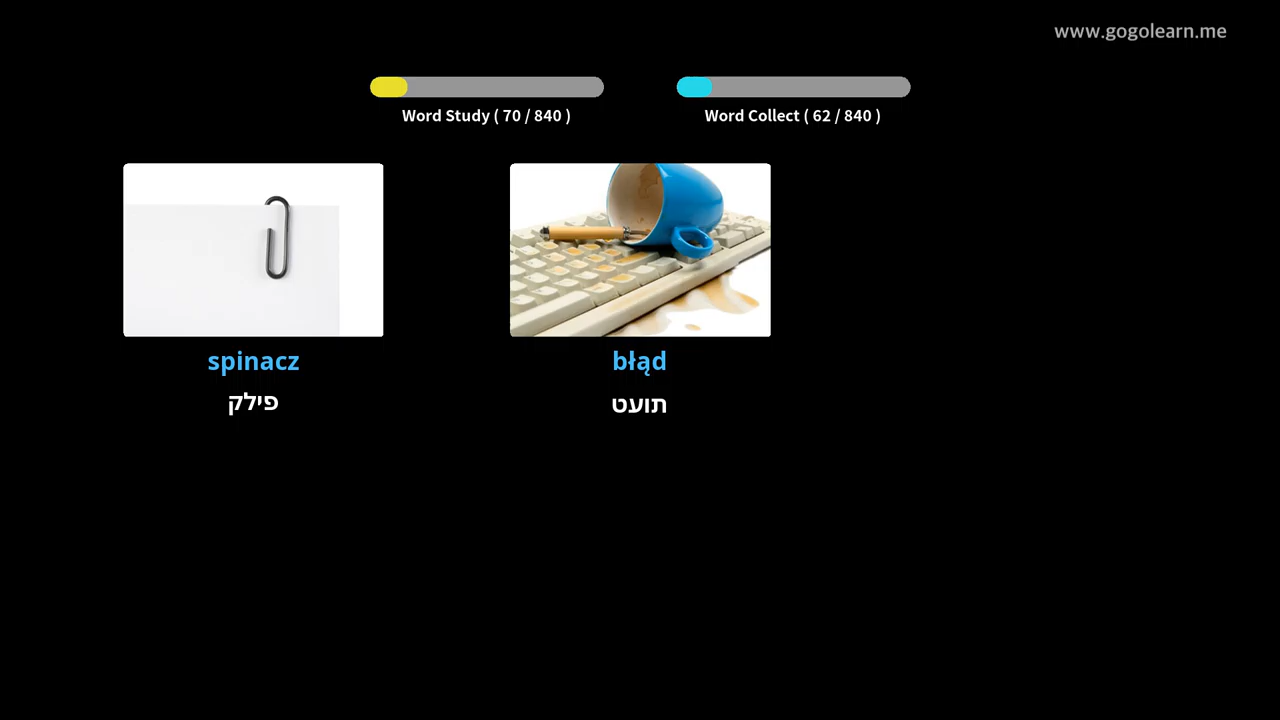 www.gogolearn.me
Word Study ( 70 / 840 )
Word Collect ( 62 / 840 )
spinacz
פילק
błąd
תועט